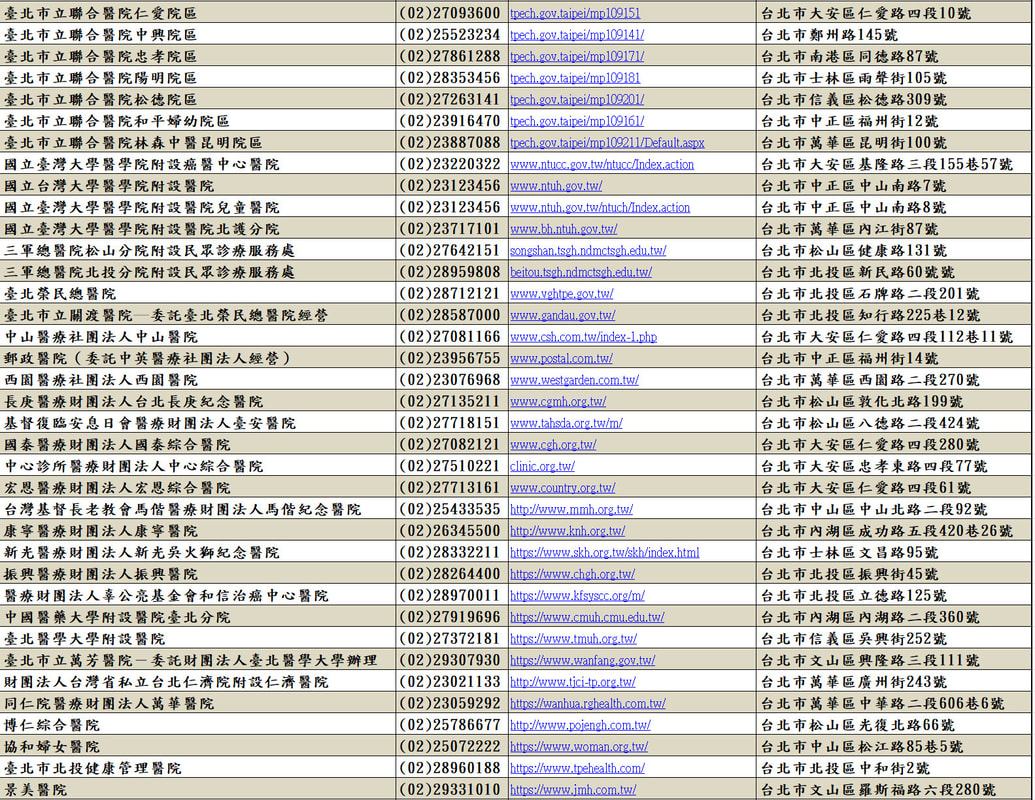 臺北市立聯合醫院仁愛院區 (02)27093600 tpech.gov.taipei/mp109151 台北市大安區仁愛路四段10號
臺北市立聯合醫院中興院區 (02)25523234 tpech.gov.taipei/mp109141/ 台北市鄭州路145號
臺北市立聯合醫院忠孝院區 (02)27861288 tpech.gov.taipei/mp109171/ 台北市南港區同德路87號
臺北市立聯合醫院陽明院區 (02)28353456 tpech.gov.taipei/mp109181 台北市士林區雨聲街105號
臺北市立聯合醫院松德院區 (02)27263141 tpech.gov.taipei/mp109201/ 台北市信義區松德路309號
臺北市立聯合醫院和平婦幼院區 (02)23916470 tpech.gov.taipei/mp109161/ 台北市中正區福州街12號
臺北市立聯合醫院林森中醫昆明院區 (02)23887088 tpech.gov.taipei/mp109211/Default.aspx 台北市萬華區昆明街100號
國立臺灣大學醫學院附設癌醫中心醫院 (02)23220322 www.ntucc.gov.tw/ntucc/Index.action 台北市大安區基隆路三段155巷57號
國立台灣大學醫學院附設醫院 (02)23123456 www.ntuh.gov.tw/ 台北市中正區中山南路7號
國立臺灣大學醫學院附設醫院兒童醫院 (02)23123456 www.ntuh.gov.tw/ntuch/Index.action 台北市中正區中山南路8號
國立臺灣大學醫學院附設醫院北護分院 (02)23717101 www.bh.ntuh.gov.tw/ 台北市萬華區內江街87號
三軍總醫院松山分院附設民眾診療服務處 (02)27642151 songshan.tsgh.ndmctsgh.edu.tw/ 台北市松山區健康路131號
三軍總醫院北投分院附設民眾診療服務處 (02)28959808 beitou.tsgh.ndmctsgh.edu.tw/ 台北市北投區新民路60號號
臺北榮民總醫院 (02)28712121 www.vghtpe.gov.tw/ 台北市北投區石牌路二段201號
臺北市立關渡醫院—委託臺北榮民總醫院經營 (02)28587000 www.gandau.gov.tw/ 台北市北投區知行路225巷12號
中山醫療社團法人中山醫院 (02)27081166 www.csh.com.tw/index-1.php 台北市大安區仁愛路四段112巷11號
郵政醫院（委託中英醫療社團法人經營） (02)23956755 www.postal.com.tw/ 台北市中正區福州街14號
西園醫療社團法人西園醫院 (02)23076968 www.westgarden.com.tw/ 台北市萬華區西園路二段270號
長庚醫療財團法人台北長庚紀念醫院 (02)27135211 www.cgmh.org.tw/ 台北市松山區敦化北路199號
基督復臨安息日會醫療財團法人臺安醫院 (02)27718151 www.tahsda.org.tw/m/ 台北市松山區八德路二段424號
國泰醫療財團法人國泰綜合醫院 (02)27082121 www.cgh.org.tw/ 台北市大安區仁愛路四段280號
中心診所醫療財團法人中心綜合醫院 (02)27510221 clinic.org.tw/ 台北市大安區忠孝東路四段77號
宏恩醫療財團法人宏恩綜合醫院 (02)27713161 www.country.org.tw/ 台北市大安區仁愛路四段61號
台灣基督長老教會馬偕醫療財團法人馬偕紀念醫院 (02)25433535 http://www.mmh.org.tw/ 台北市中山區中山北路二段92號
康寧醫療財團法人康寧醫院 (02)26345500 http://www.knh.org.tw/ 台北市內湖區成功路五段420巷26號
新光醫療財團法人新光吳火獅紀念醫院 (02)28332211 https://www.skh.org.tw/skh/index.html 台北市士林區文昌路95號
振興醫療財團法人振興醫院 (02)28264400 https://www.chgh.org.tw/ 台北市北投區振興街45號
醫療財團法人辜公亮基金會和信治癌中心醫院 (02)28970011 https://www.kfsyscc.org/m/ 台北市北投區立德路125號
中國醫藥大學附設醫院臺北分院 (02)27919696 https://www.cmuh.cmu.edu.tw/ 台北市內湖區內湖路二段360號
臺北醫學大學附設醫院 (02)27372181 https://www.tmuh.org.tw/ 台北市信義區吳興街252號
臺北市立萬芳醫院－委託財團法人臺北醫學大學辦理 (02)29307930 https://www.wanfang.gov.tw/ 台北市文山區興隆路三段111號
財團法人台灣省私立台北仁濟院附設仁濟醫院 (02)23021133 http://www.tjci-tp.org.tw/ 台北市萬華區廣州街243號
同仁院醫療財團法人萬華醫院 (02)23059292 https://wanhua.rghealth.com.tw/ 台北市萬華區中華路二段606巷6號
博仁綜合醫院 (02)25786677 http://www.pojengh.com.tw/ 台北市松山區光復北路66號
協和婦女醫院 (02)25072222 https://www.woman.org.tw/ 台北市中山區松江路85巷5號
臺北市北投健康管理醫院 (02)28960188 https://www.tpehealth.com/ 台北市北投區中和街2號
景美醫院 (02)29331010 https://www.jmh.com.tw/ 台北市文山區羅斯福路六段280號